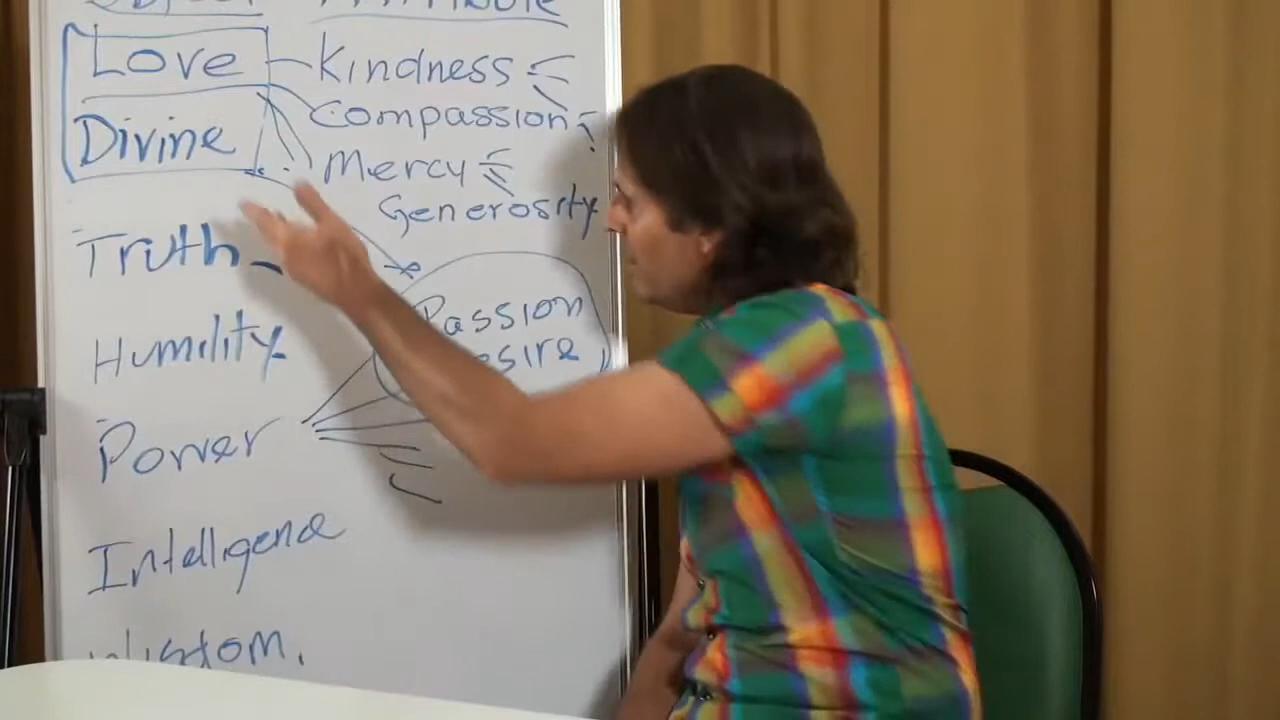 Love Kindness
Compassion
Divine
Mercy
Generosity
Truth
Humility
Passion
Power
Intelligence